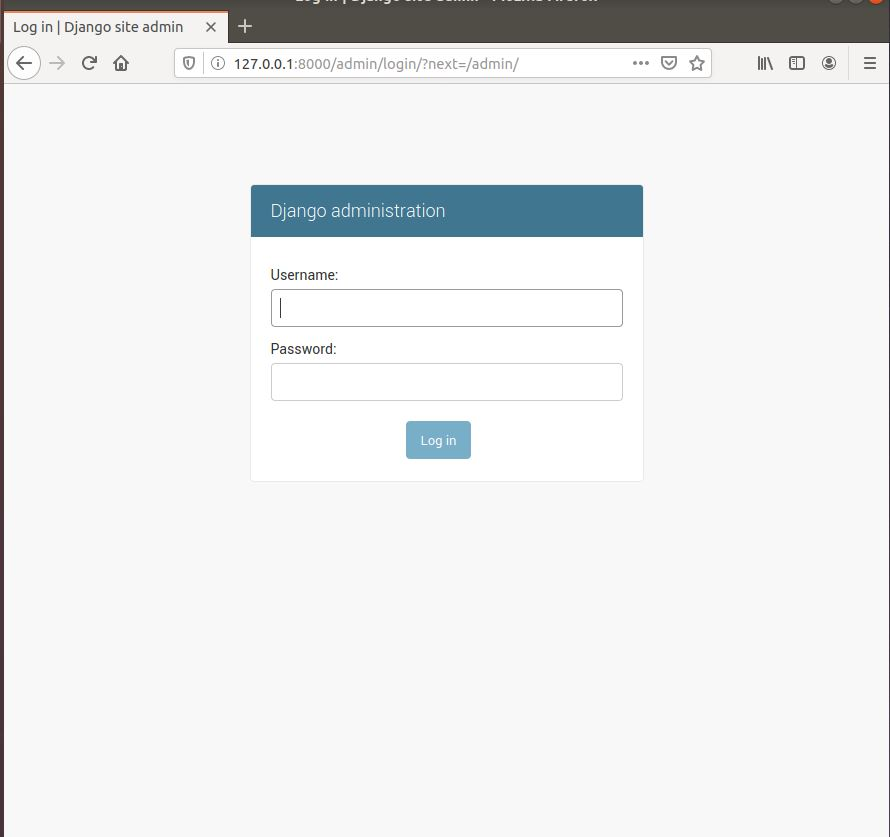 Log in | Django site admin
127.0.0.1:8000/admin/login/?next=/admin/
Django administration
Username:
Password:
Log in